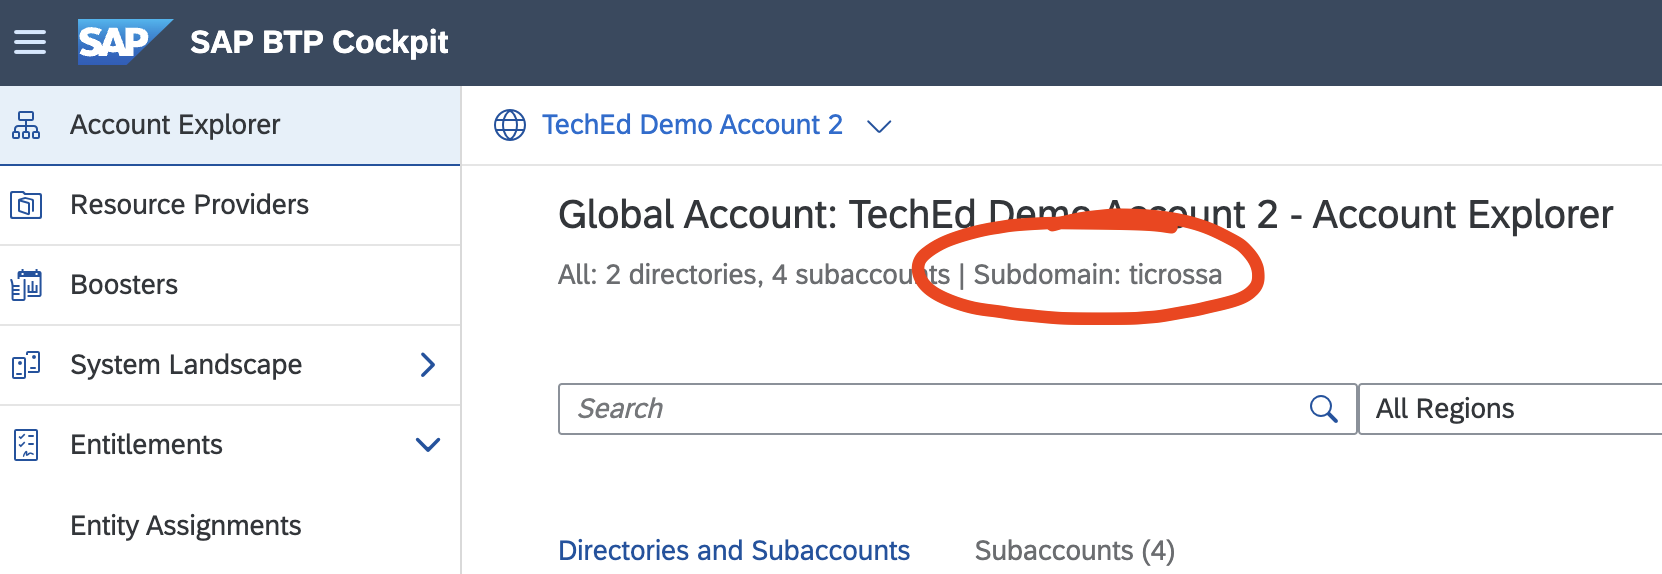 SAP SAP BTP Cockpit
Account Explorer
Resource Providers
Boosters
System Landscape
Entitlements
Entity Assignments
TechEd Demo Account 2
Global Account: TechEd Demo Account 2 - Account Explorer
All: 2 directories, 4 subaccounts | Subdomain: ticrossa
Search
All Regions
Directories and Subaccounts
Subaccounts (4)